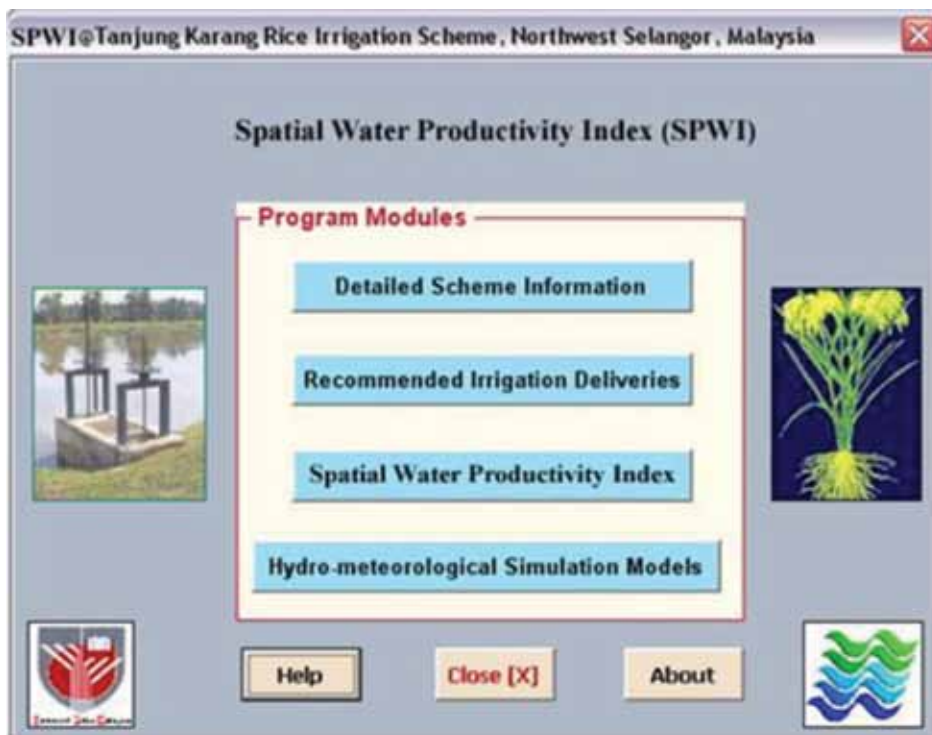 SPWI@Tanjung Karang Rice Irrigation Scheme, Northwest Selangor, Malaysia
Spatial Water Productivity Index (SPWI)
Program Modules
Detailed Scheme Information
Recommended Irrigation Deliveries
Spatial Water Productivity Index
Hydro-meteorological Simulation Models
Help
Close [X]
About